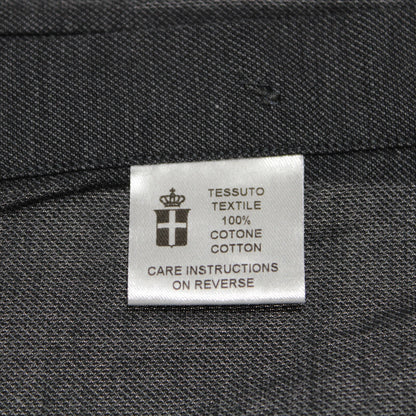 TESSUTO
TEXTILE
100%
COTONE
COTTON
CARE INSTRUCTIONS
ON REVERSE